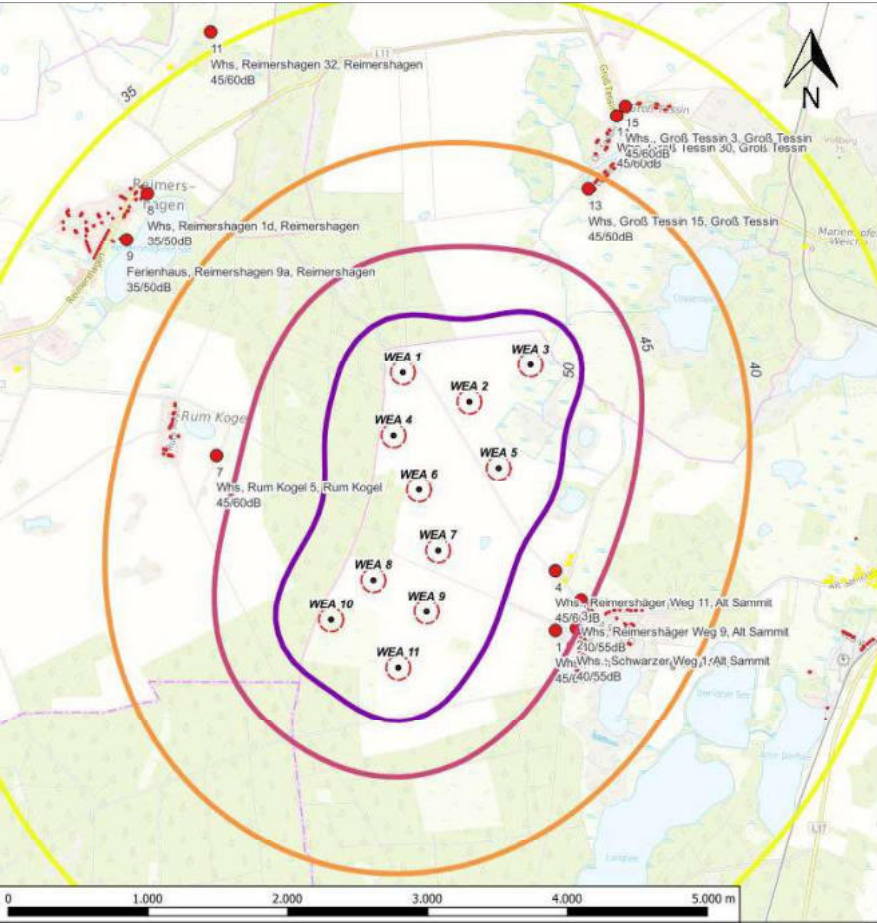 11
Whs, Reimershagen 32, Reimershagen
45/60dB
L11
35
N
Groß Tessin
15
Whs., Groß Tessin 3, Groß Tessin
Whs., Groß Tessin 30, Groß Tessin
45/60dB
13
Whs, Groß Tessin 15, Groß Tessin
45/50dB
Reimers-
hagen
8
Whs, Reimershagen 1d, Reimershagen
35/50dB
9
Ferienhaus, Reimershagen 9a, Reimershagen
35/50dB
Reimershagen
45
40
50
WEA 1
WEA 3
WEA 2
WEA 4
WEA 5
WEA 6
WEA 7
WEA 8
WEA 9
WEA 10
WEA 11
Rum Kogel
7
Whs, Rum Kogel 5, Rum Kogel
45/60dB
4
Whs., Reimershäger Weg 11, Alt Sammit
3
Whs, Reimershäger Weg 9, Alt Sammit
40/55dB
1
2
Whs., Schwarzer Weg 1, Alt Sammit
40/55dB
L17
0 1.000 2.000 3.000 4.000 5.000 m